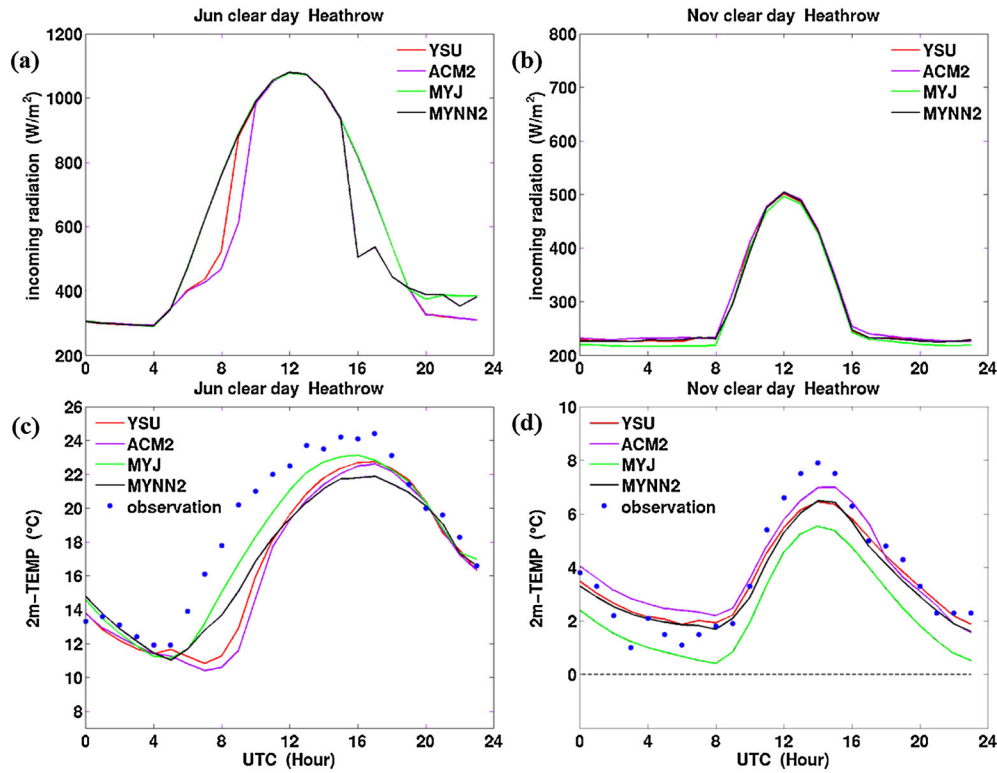 Jun clear day Heathrow
(a)
incoming radiation (W/m²)
1200
1000
800
600
400
200
YSU
ACM2
MYJ
MYNN2
0 4 8 12 16 20 24
Nov clear day Heathrow
(b)
incoming radiation (W/m²)
800
700
600
500
400
300
200
YSU
ACM2
MYJ
MYNN2
0 4 8 12 16 20 24
Jun clear day Heathrow
(c)
2m-TEMP (°C)
26
24
22
20
18
16
14
12
10
8
YSU
ACM2
MYJ
MYNN2
observation
0 4 8 12 16 20 24
UTC (Hour)
Nov clear day Heathrow
(d)
2m-TEMP (°C)
10
8
6
4
2
0
YSU
ACM2
MYJ
MYNN2
observation
0 4 8 12 16 20 24
UTC (Hour)